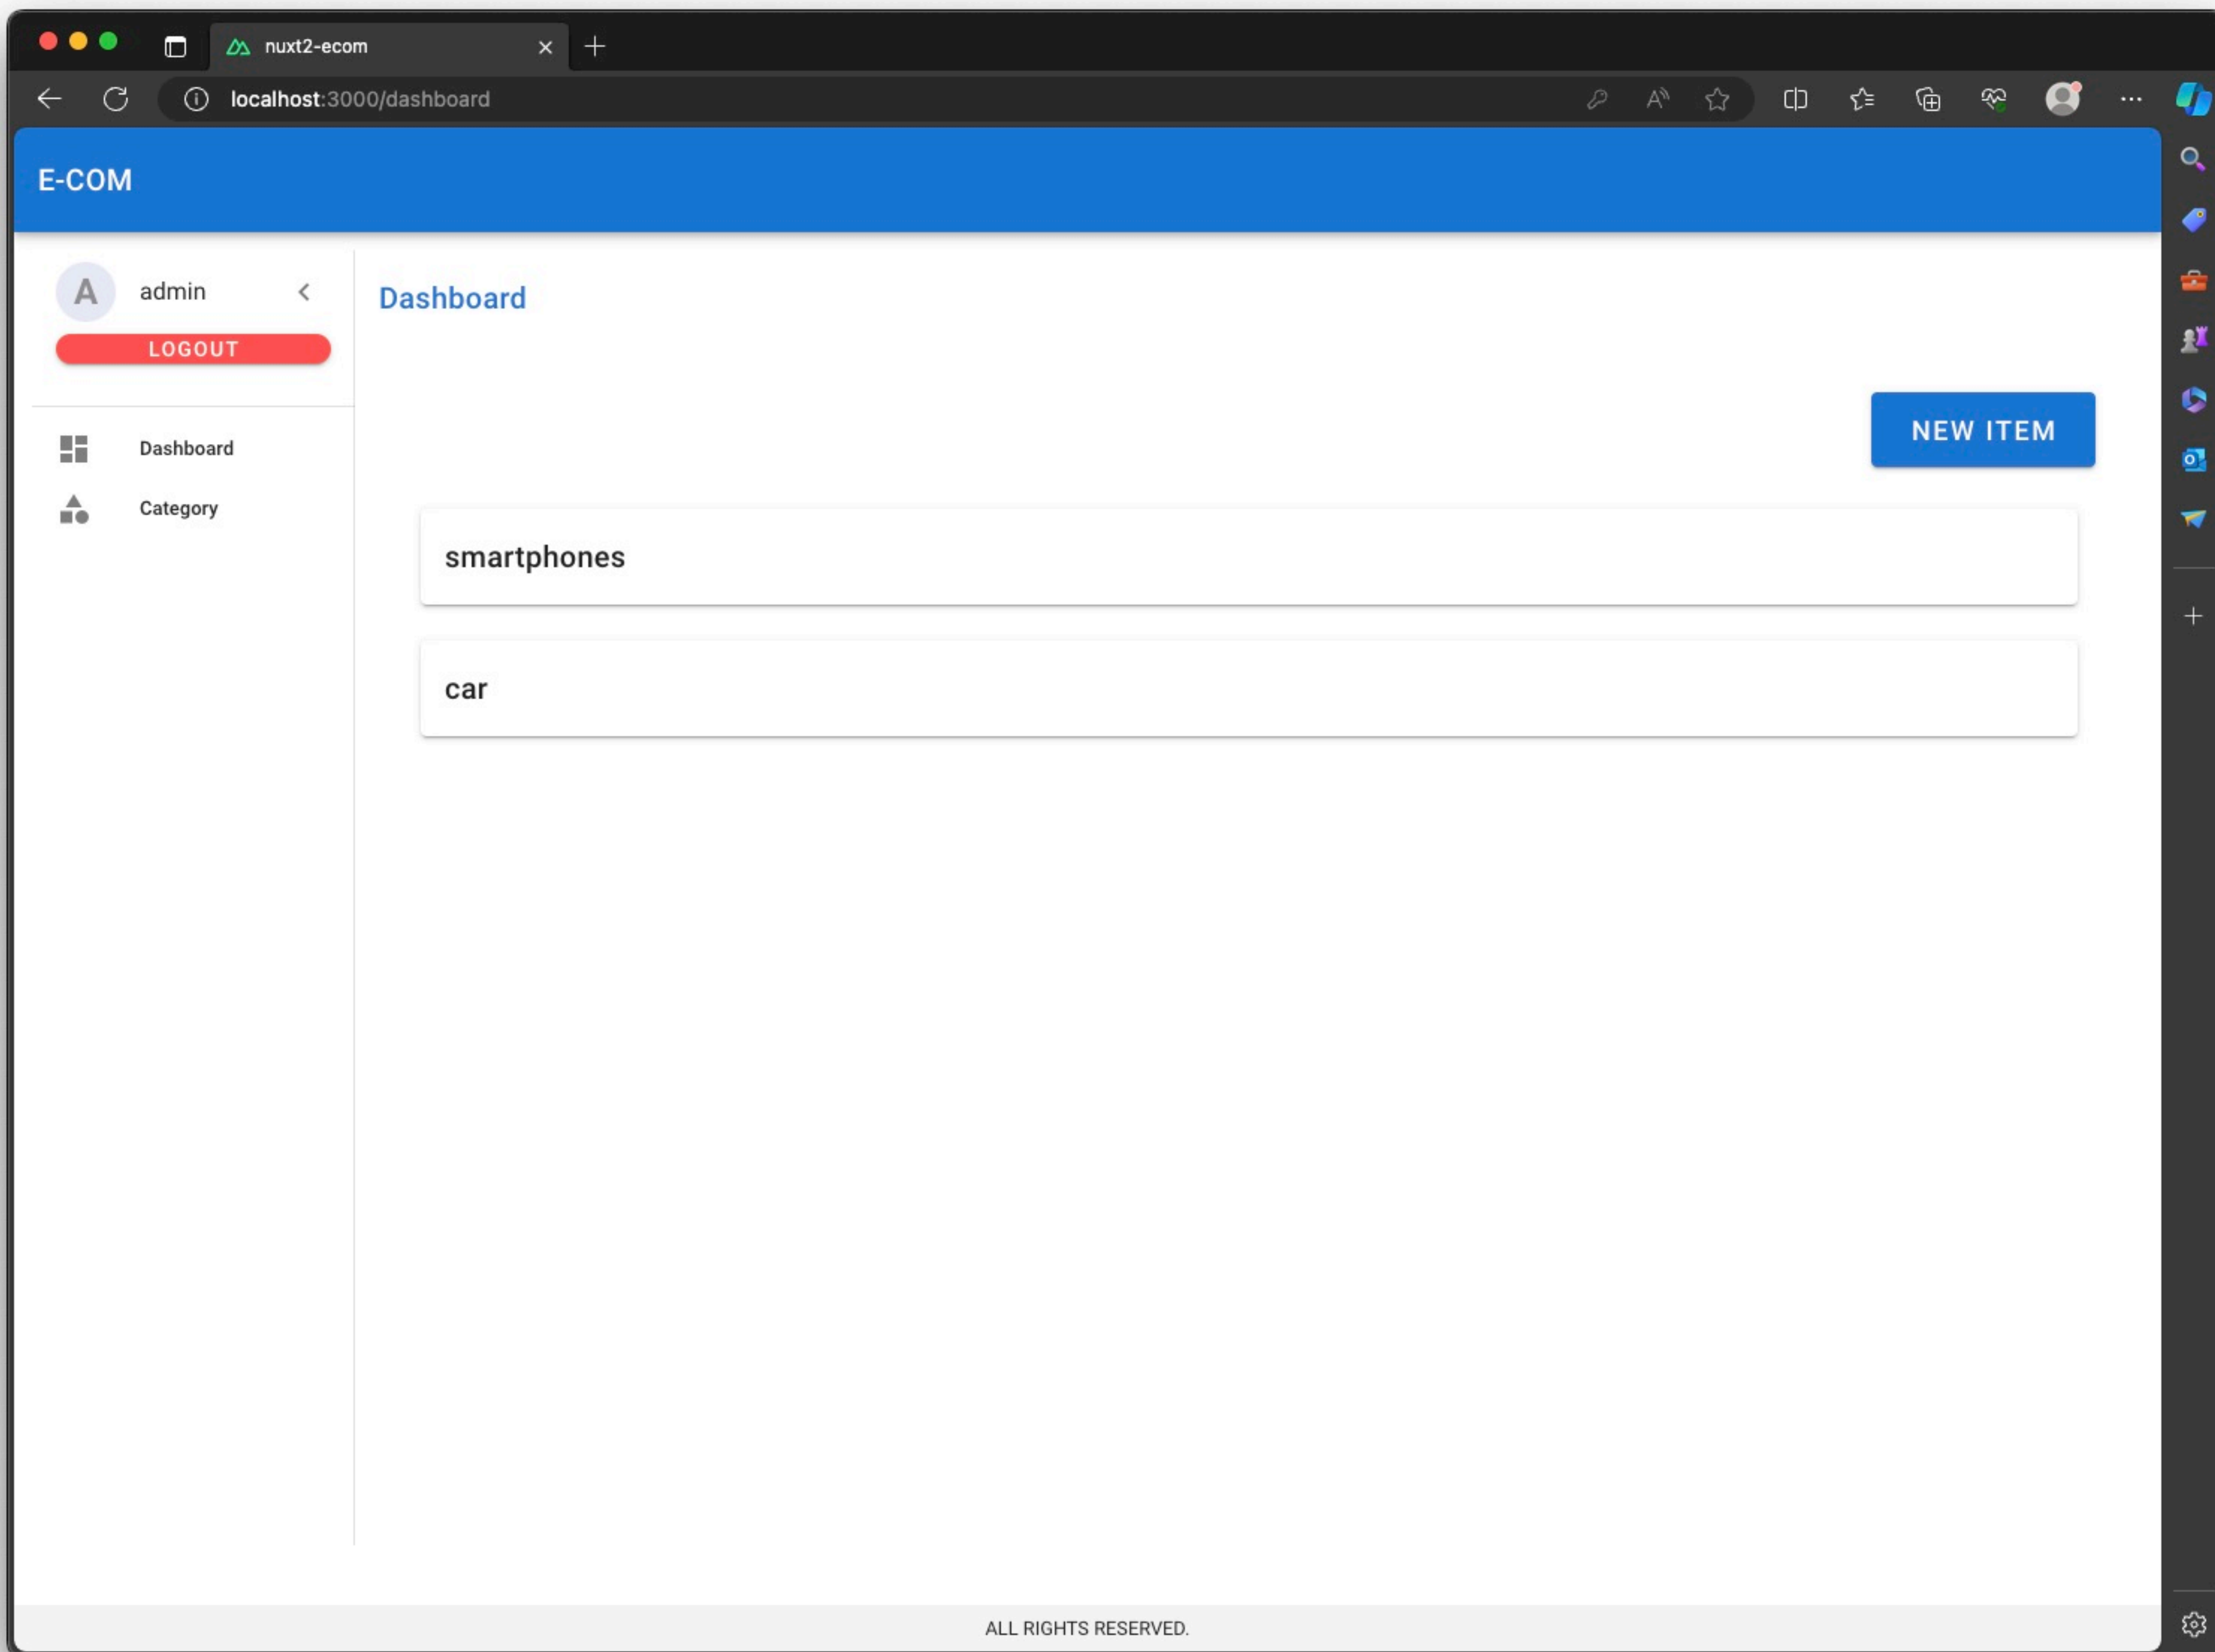 nuxt2-ecom
localhost:3000/dashboard
E-COM
A admin
LOGOUT
Dashboard
Category
Dashboard
NEW ITEM
smartphones
car
ALL RIGHTS RESERVED.